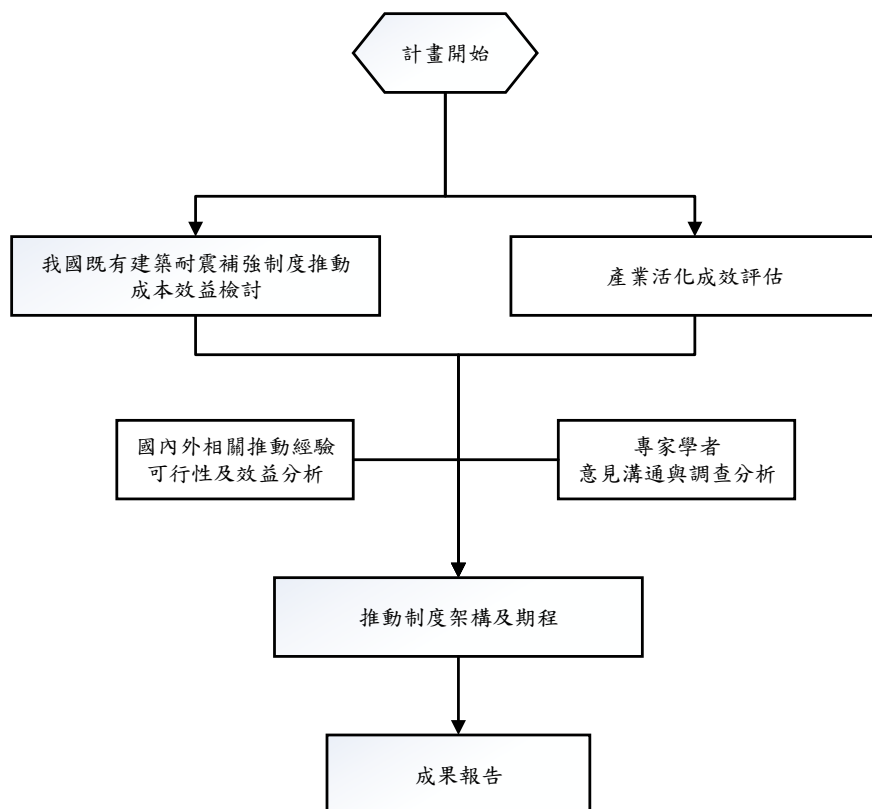 計畫開始
我國既有建築耐震補強制度推動
成本效益檢討
產業活化成效評估
國內外相關推動經驗
可行性及效益分析
專家學者
意見溝通與調查分析
推動制度架構及期程
成果報告